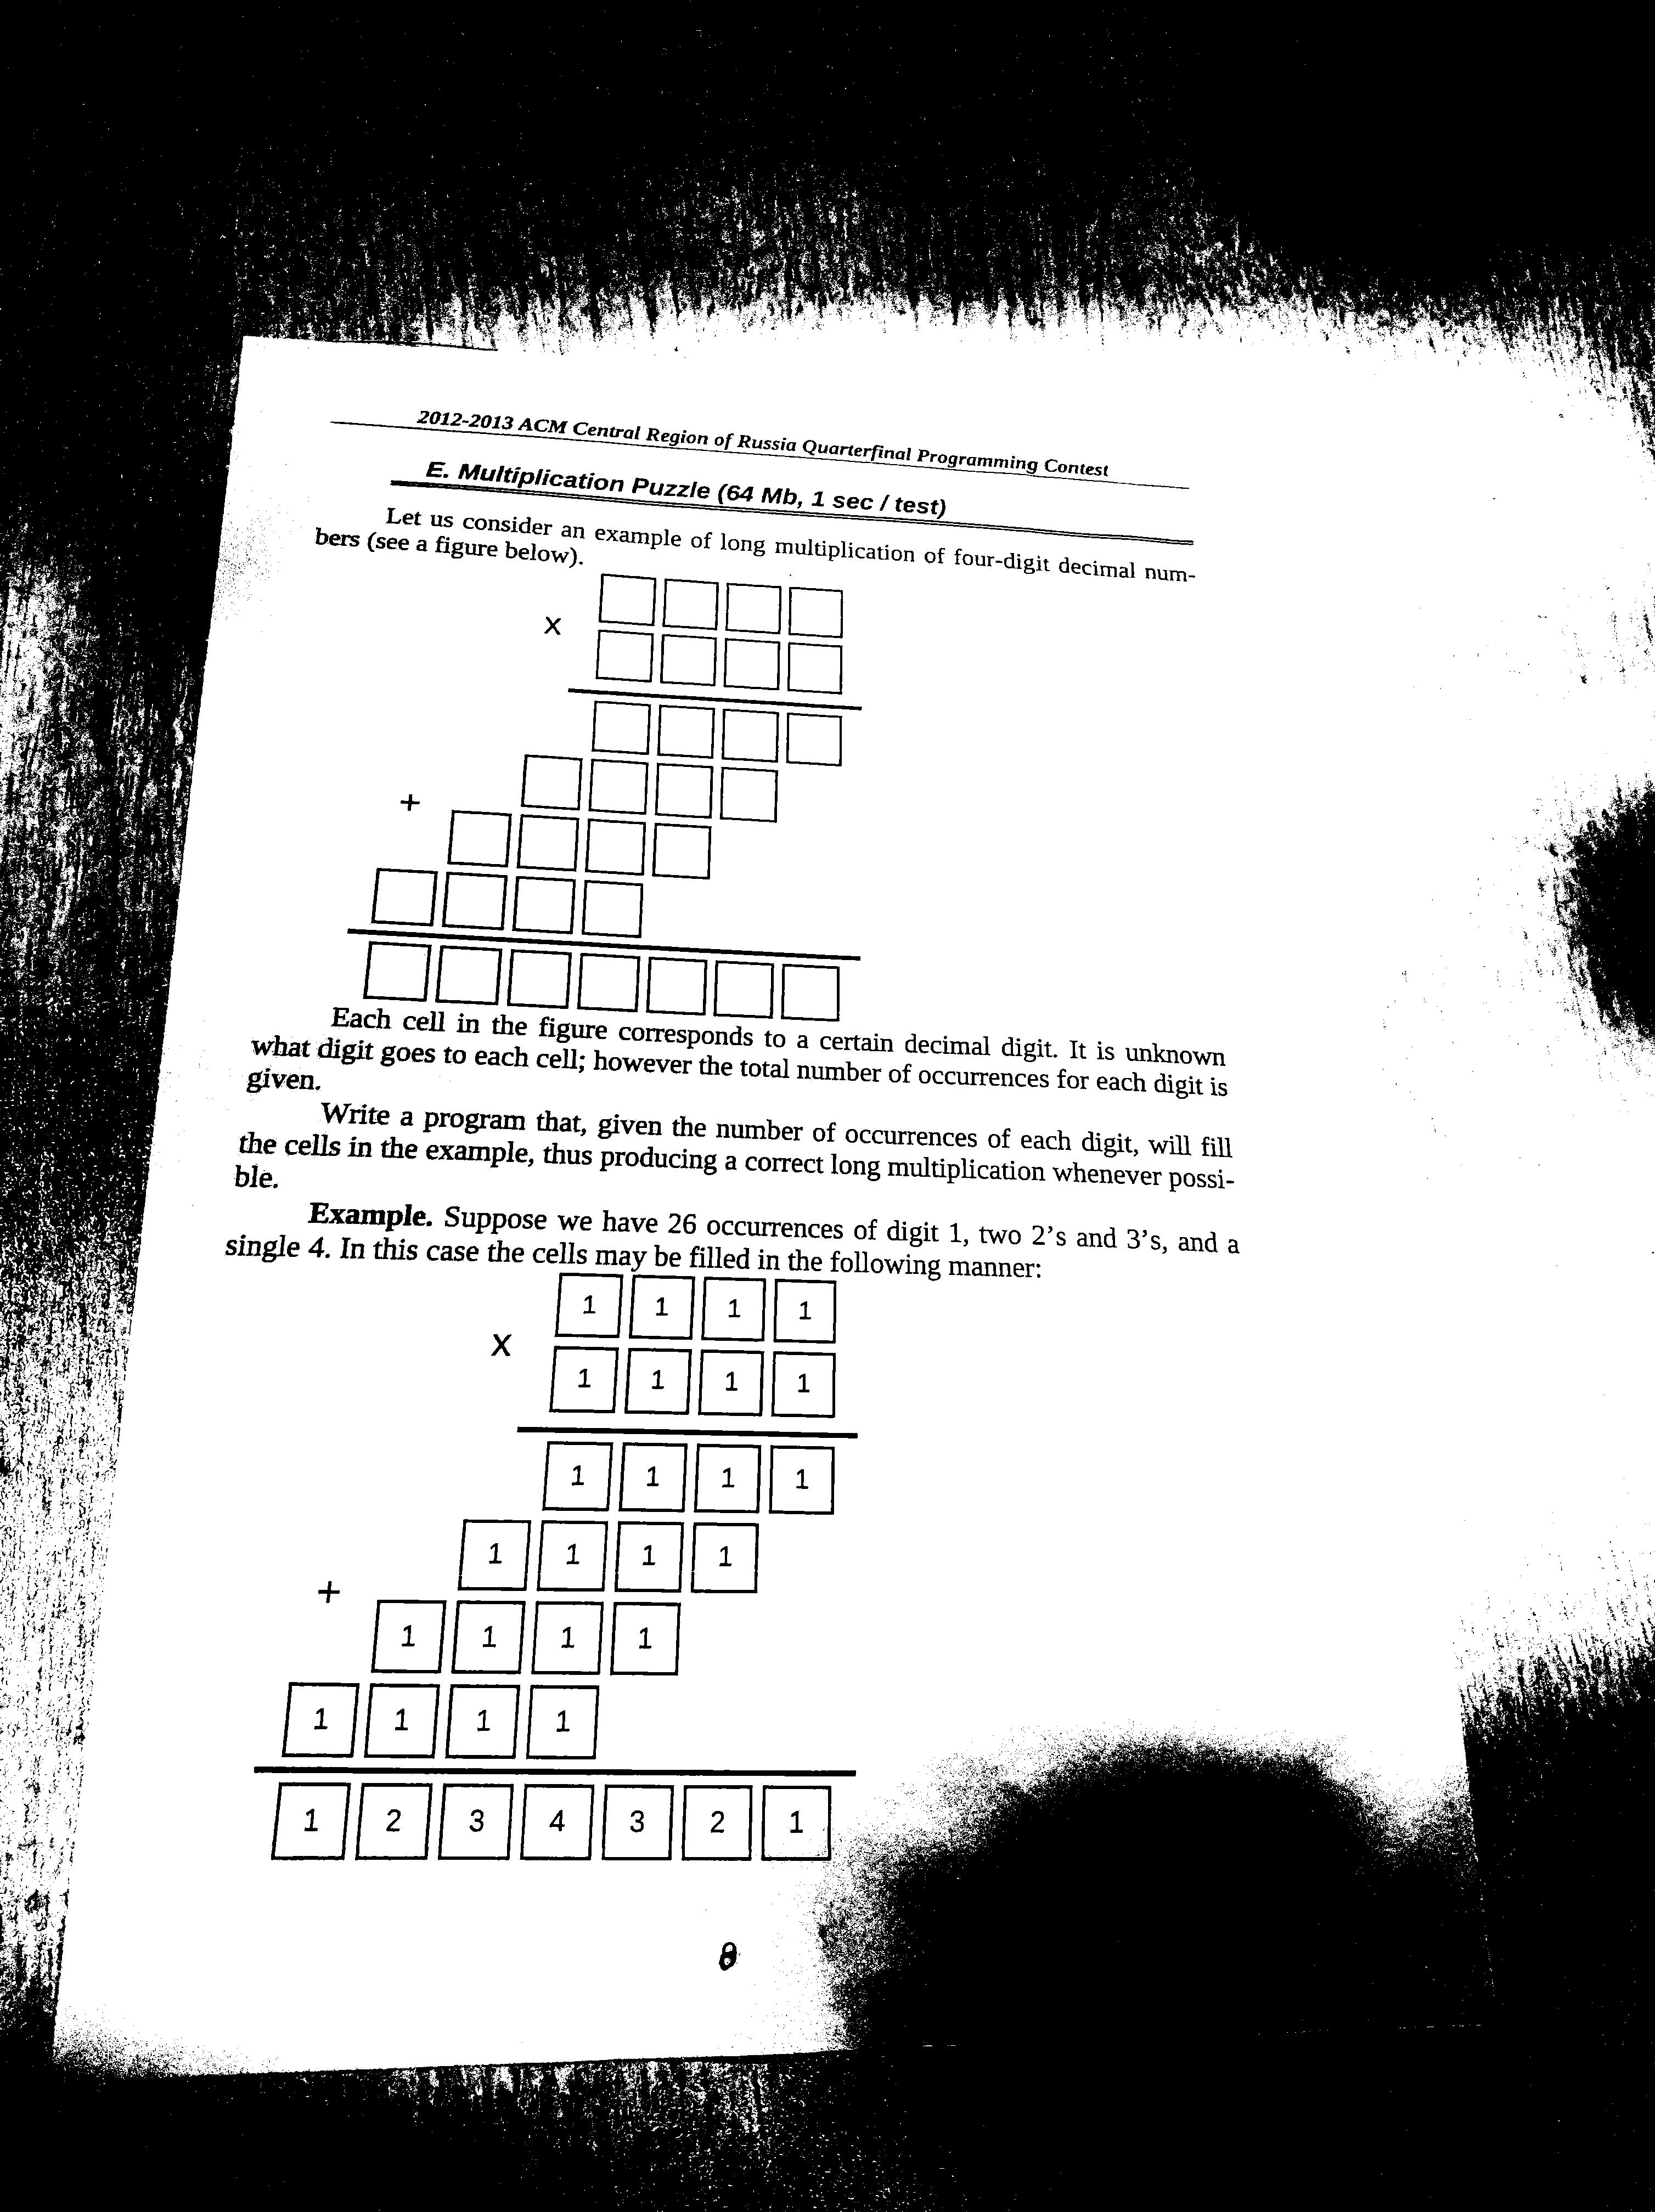 2012-2013 ACM Central Region of Russia Quarterfinal Programming Contest
E. Multiplication Puzzle (64 Mb, 1 sec / test)
Let us consider an example of long multiplication of four-digit decimal num-
bers (see a figure below).
x
+
Each cell in the figure corresponds to a certain decimal digit. It is unknown
what digit goes to each cell; however the total number of occurrences for each digit is
given.
Write a program that, given the number of occurrences of each digit, will fill
the cells in the example, thus producing a correct long multiplication whenever possi-
ble.
Example. Suppose we have 26 occurrences of digit 1, two 2's and 3's, and a
single 4. In this case the cells may be filled in the following manner:
1 1 1 1
x
1 1 1 1
1 1 1 1
1 1 1 1
+
1 1 1 1
1 1 1 1
1 2 3 4 3 2 1